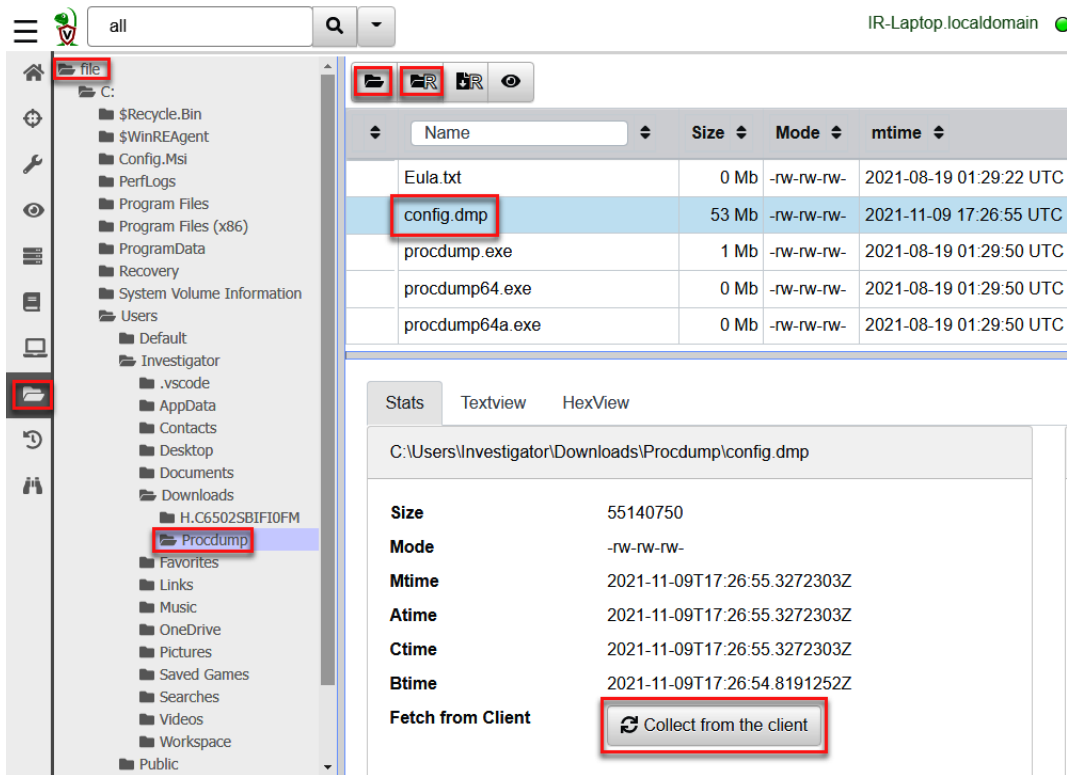 all
IR-Laptop.localdomain
file
C:
$Recycle.Bin
$WinREAgent
Config.Msi
PerfLogs
Program Files
Program Files (x86)
ProgramData
Recovery
System Volume Information
Users
Default
Investigator
.vscode
AppData
Contacts
Desktop
Documents
Downloads
H.C6502SBIFI0FM
Procdump
Favorites
Links
Music
OneDrive
Pictures
Saved Games
Searches
Videos
Workspace
Public
R R
Name Size Mode mtime
Eula.txt 0 Mb -rw-rw-rw- 2021-08-19 01:29:22 UTC
config.dmp 53 Mb -rw-rw-rw- 2021-11-09 17:26:55 UTC
procdump.exe 1 Mb -rw-rw-rw- 2021-08-19 01:29:50 UTC
procdump64.exe 0 Mb -rw-rw-rw- 2021-08-19 01:29:50 UTC
procdump64a.exe 0 Mb -rw-rw-rw- 2021-08-19 01:29:50 UTC
Stats Textview HexView
C:\Users\Investigator\Downloads\Procdump\config.dmp
Size 55140750
Mode -rw-rw-rw-
Mtime 2021-11-09T17:26:55.3272303Z
Atime 2021-11-09T17:26:55.3272303Z
Ctime 2021-11-09T17:26:55.3272303Z
Btime 2021-11-09T17:26:54.8191252Z
Fetch from Client Collect from the client